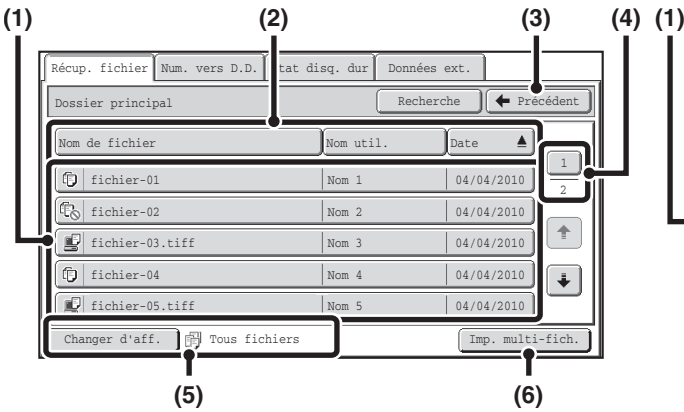 (1) (2) (3) (4) (1)
Récup. fichier Num. vers D.D. tat disq. dur Données ext.
Dossier principal Recherche Précédent
Nom de fichier Nom util. Date
1
2
fichier-01 Nom 1 04/04/2010
fichier-02 Nom 2 04/04/2010
fichier-03.tiff Nom 3 04/04/2010
fichier-04 Nom 4 04/04/2010
fichier-05.tiff Nom 5 04/04/2010
Changer d'aff. Tous fichiers Imp. multi-fich.
(5) (6)